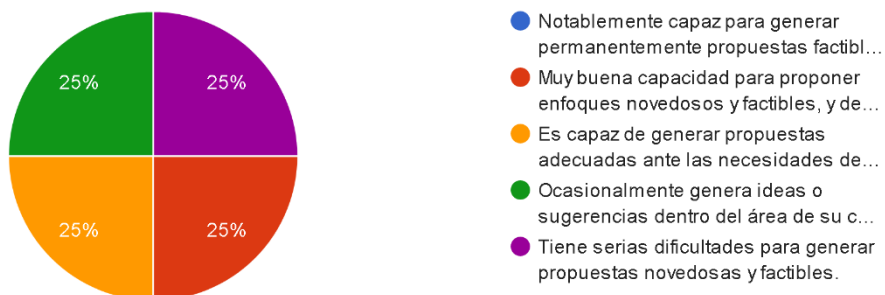 25%
25%
25%
25%
Notablemente capaz para generar
permanentemente propuestas factibl...
Muy buena capacidad para proponer
enfoques novedosos y factibles, y de...
Es capaz de generar propuestas
adecuadas ante las necesidades de...
Ocasionalmente genera ideas o
sugerencias dentro del área de su c...
Tiene serias dificultades para generar
propuestas novedosas y factibles.